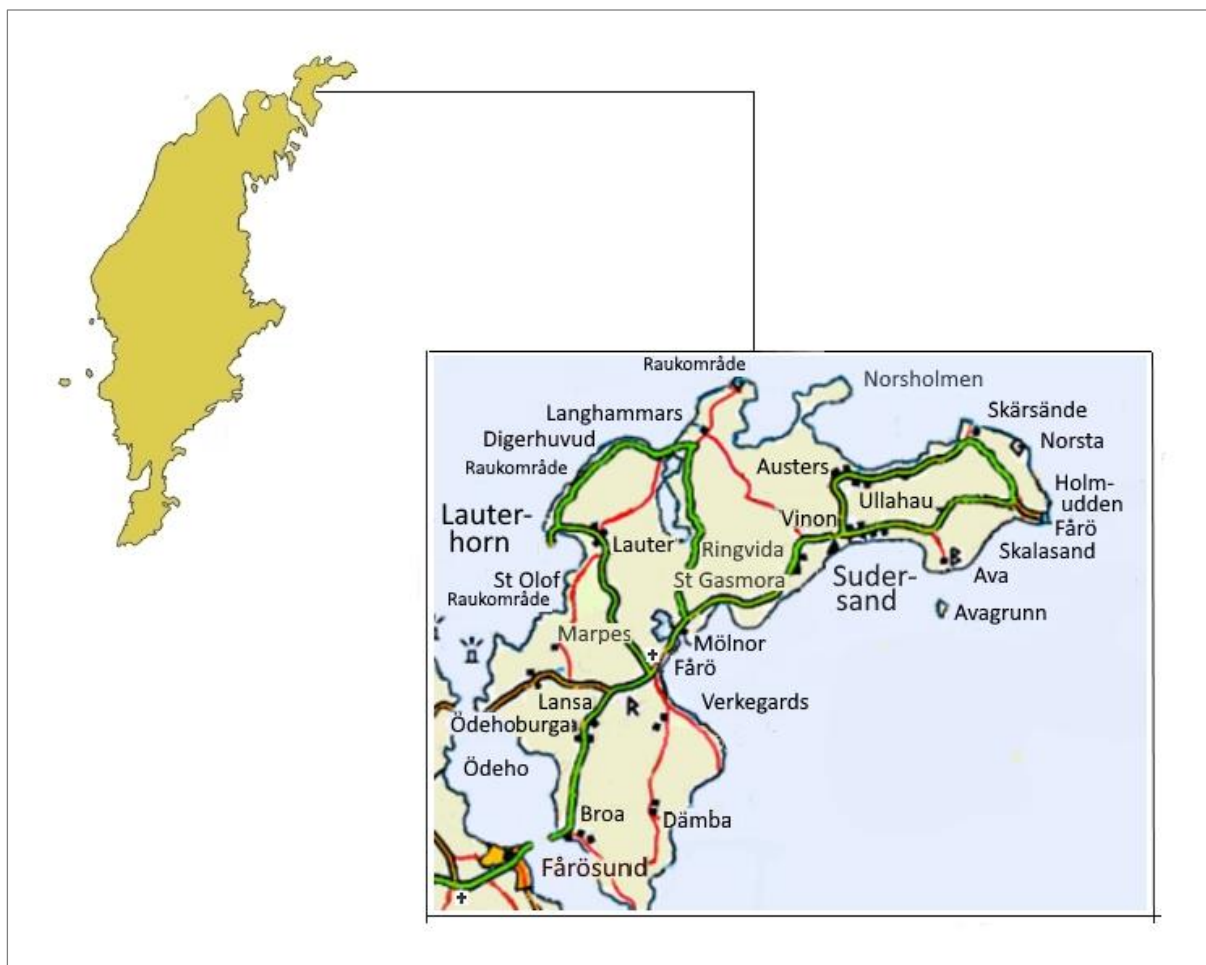 Raukområde
Norsholmen
Langhammars
Skärsände
Digerhuvud
Norsta
Raukområde
Austers
Ullahau
Holm-
udden
Lauter-
horn
Vinon
Fårö
Lauter
Ringvida
Skalasand
St Olof
St Gasmora
Suder-
sand
Ava
Raukområde
Avagrunn
Marpes
Mölnor
Fårö
Lansa
Verkegards
Ödehoburga
Ödeho
Broa
Dämba
Fårösund